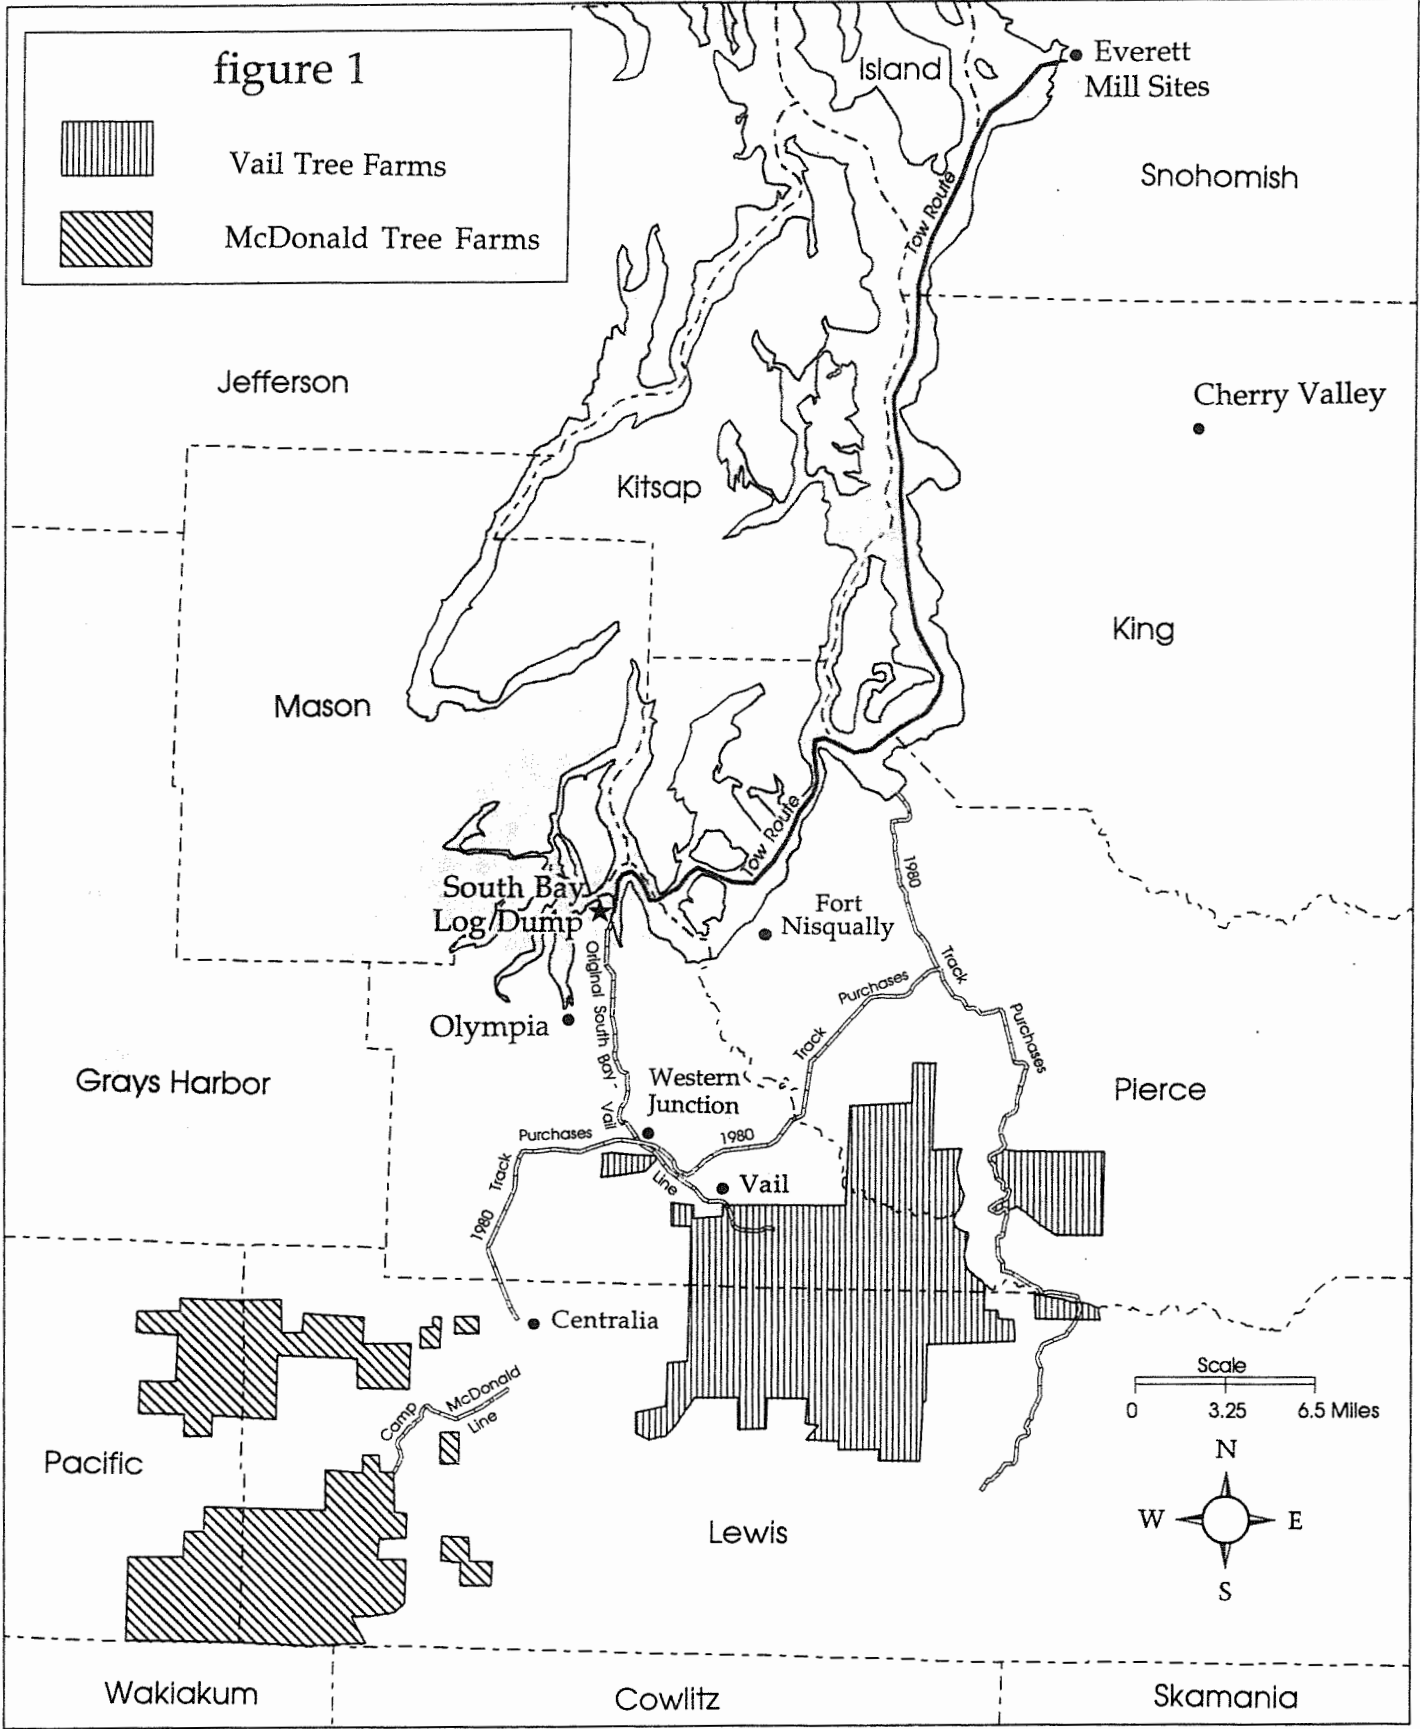 figure 1
Vail Tree Farms
McDonald Tree Farms
Island
Everett
Mill Sites
Snohomish
Tow Route
Jefferson
Cherry Valley
Kitsap
King
Mason
Tow Route
1980
South Bay
Log/Dump
Fort
Nisqually
Original South Bay - Vail
Track
Purchases
Purchases
Olympia
Track
Grays Harbor
Western
Junction
Pierce
Purchases
1980
Track
Line
Vail
1980
Centralia
Scale
0 3.25 6.5 Miles
Camp McDonald
Line
Pacific
N
W E
S
Lewis
Wakiakum
Cowlitz
Skamania